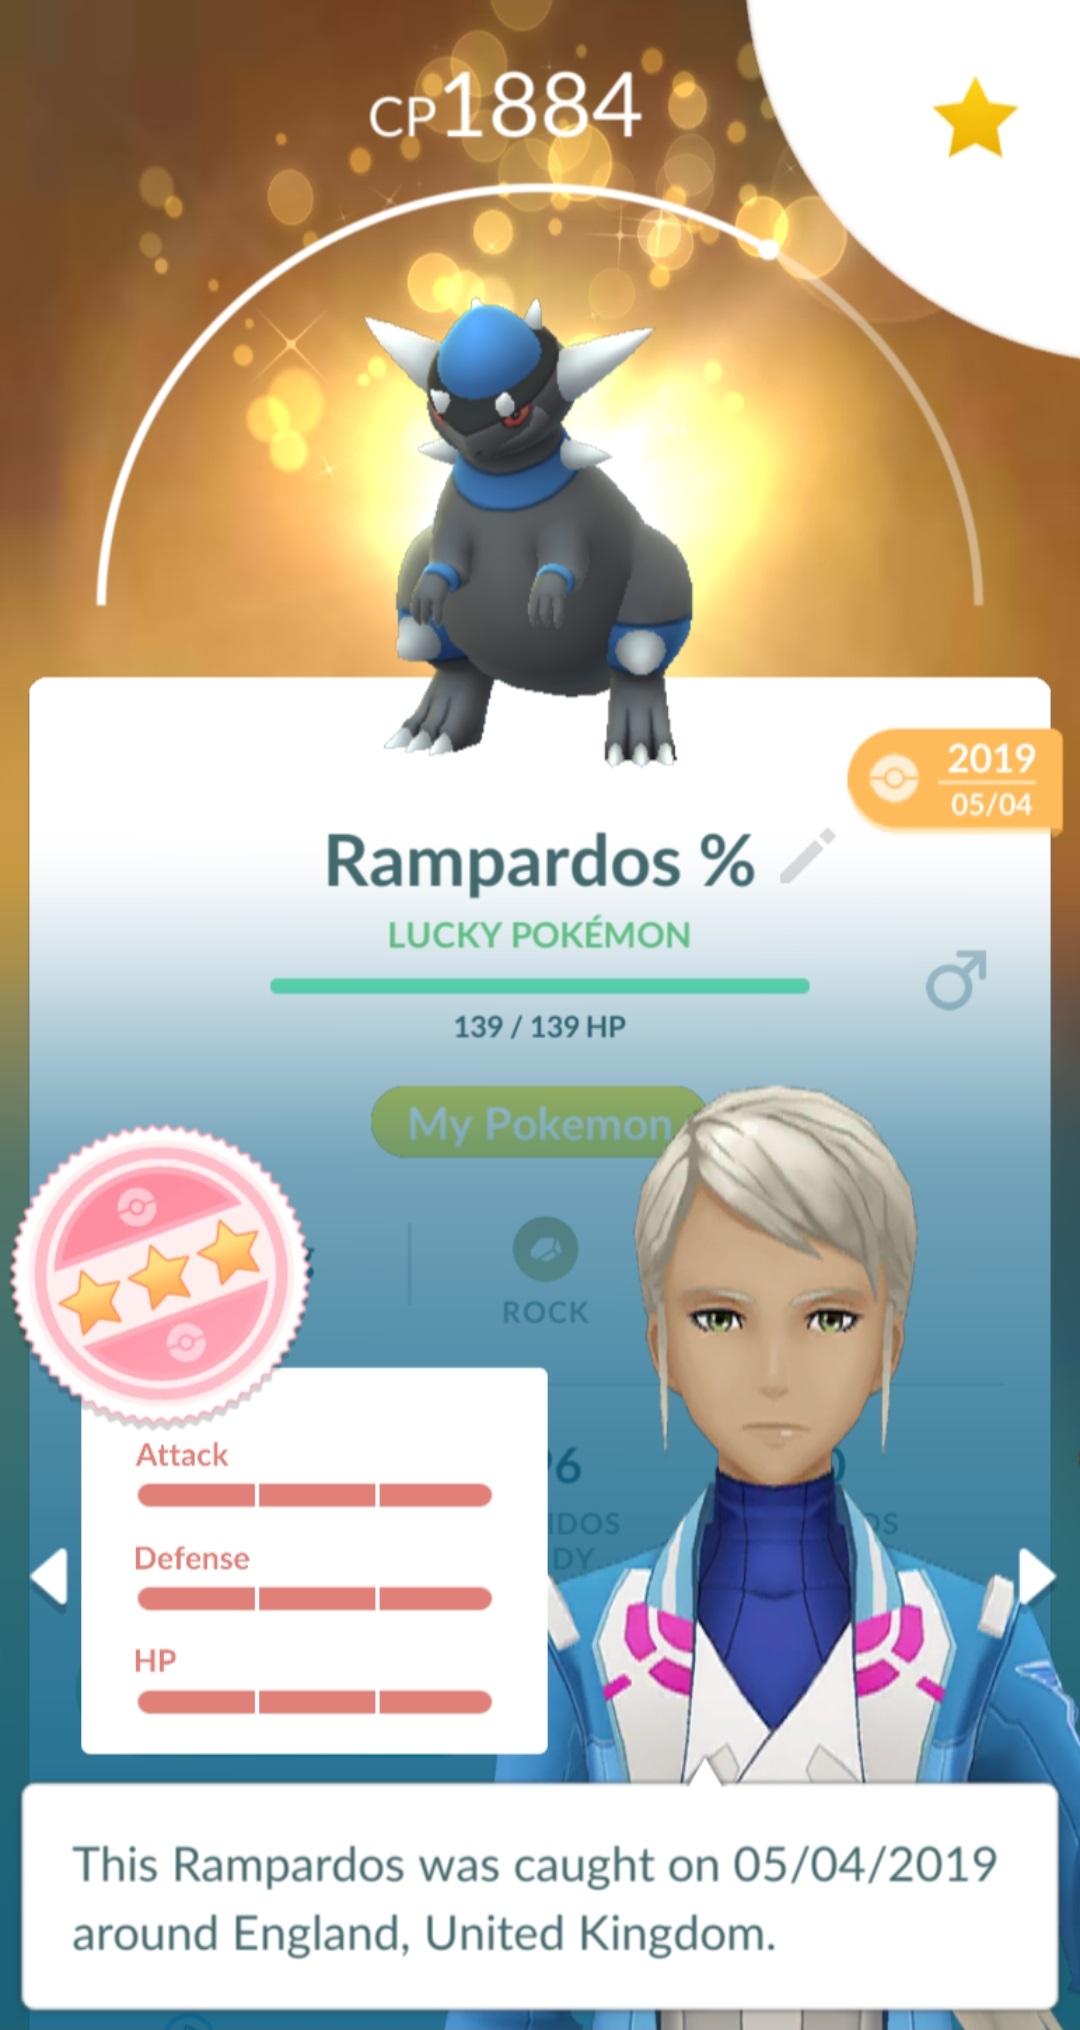 CP1884
2019
05/04
Rampardos %
LUCKY POKÉMON
139 / 139 HP
My Pokemon
ROCK
Attack
Defense
HP
This Rampardos was caught on 05/04/2019
around England, United Kingdom.